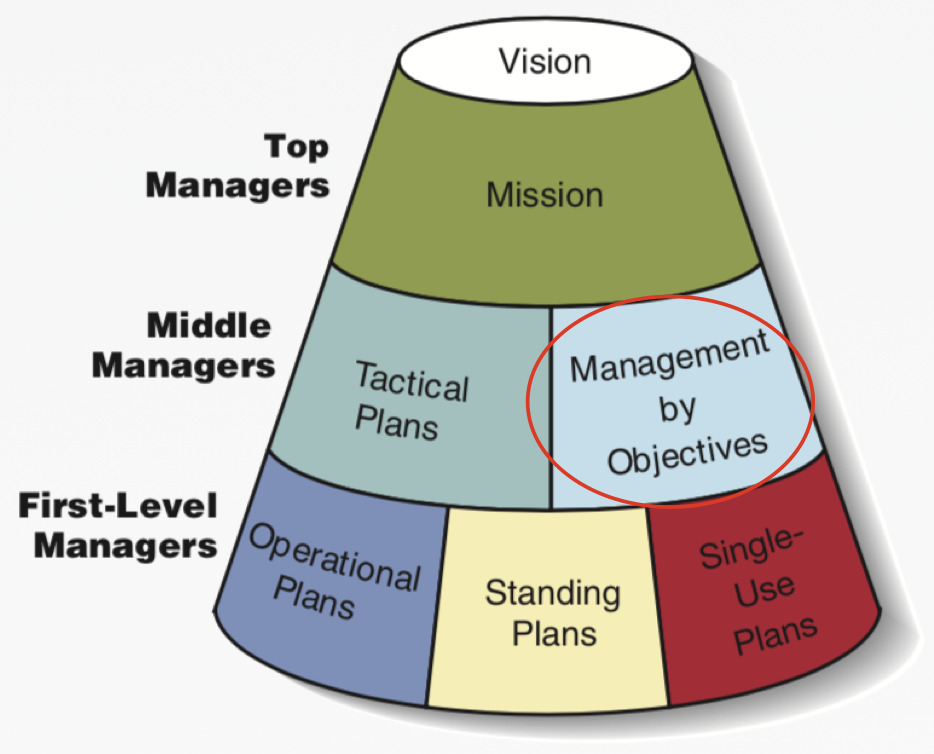 Vision
Top
Managers
Mission
Middle
Managers
Tactical
Plans
Management
by
Objectives
First-Level
Managers
Operational
Plans
Standing
Plans
Single-
Use
Plans